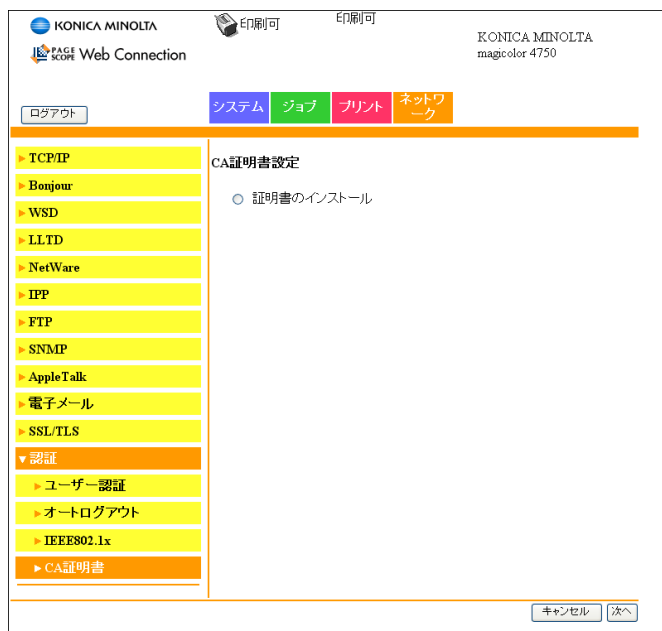 KONICA MINOLTA
PAGE SCOPE Web Connection
印刷可
印刷可
KONICA MINOLTA
magicolor 4750
ログアウト
システム
ジョブ
プリント
ネットワ
ーク
TCP/IP
Bonjour
WSD
LLTD
NetWare
IPP
FTP
SNMP
AppleTalk
電子メール
SSL/TLS
認証
ユーザー認証
オートログアウト
IEEE802.1x
CA証明書
CA証明書設定
証明書のインストール
キャンセル
次へ